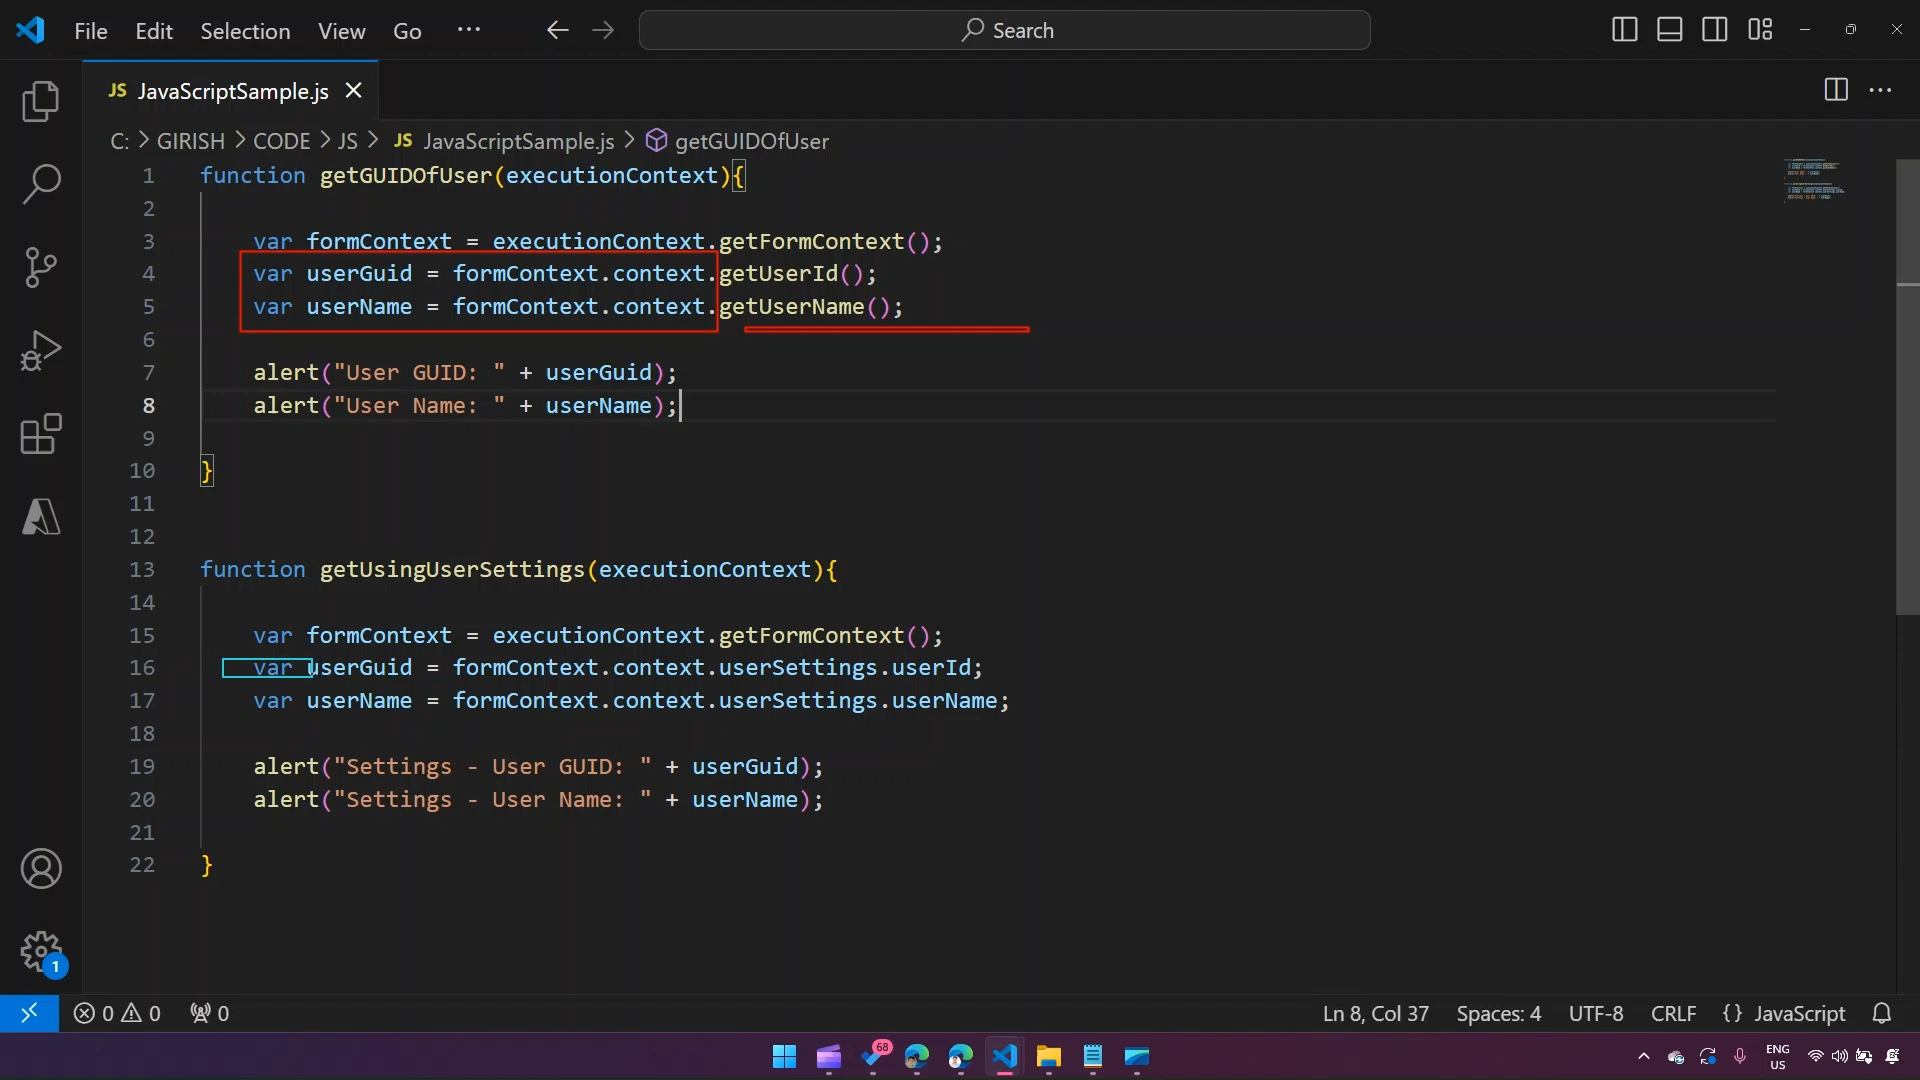 File Edit Selection View Go ··· Search
JS JavaScriptSample.js
C: > GIRISH > CODE > JS > JS JavaScriptSample.js > getGUIDOfUser
1 function getGUIDOfUser(executionContext){
2
3 var formContext = executionContext.getFormContext();
4 var userGuid = formContext.context.getUserId();
5 var userName = formContext.context.getUserName();
6
7 alert("User GUID: " + userGuid);
8 alert("User Name: " + userName);
9
10 }
11
12
13 function getUsingUserSettings(executionContext){
14
15 var formContext = executionContext.getFormContext();
16 var userGuid = formContext.context.userSettings.userId;
17 var userName = formContext.context.userSettings.userName;
18
19 alert("Settings - User GUID: " + userGuid);
20 alert("Settings - User Name: " + userName);
21
22 }
1
0 0 0 Ln 8, Col 37 Spaces: 4 UTF-8 CRLF {} JavaScript
68
ENG
US